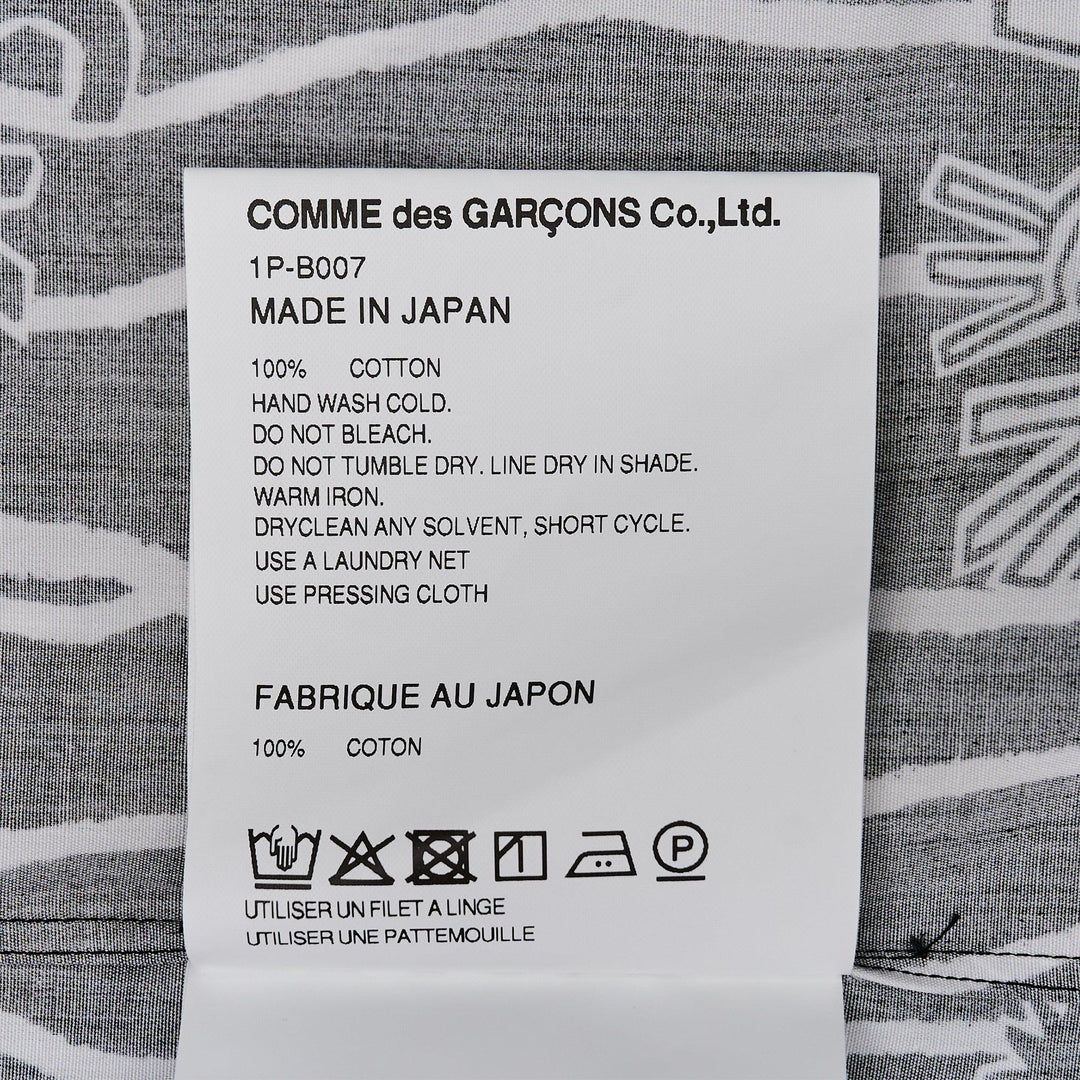 COMME des GARÇONS Co.,Ltd.
1P-B007
MADE IN JAPAN
100% COTTON
HAND WASH COLD.
DO NOT BLEACH.
DO NOT TUMBLE DRY. LINE DRY IN SHADE.
WARM IRON.
DRYCLEAN ANY SOLVENT, SHORT CYCLE.
USE A LAUNDRY NET
USE PRESSING CLOTH
FABRIQUE AU JAPON
100% COTON
P
UTILISER UN FILET A LINGE
UTILISER UNE PATTEMOUILLE